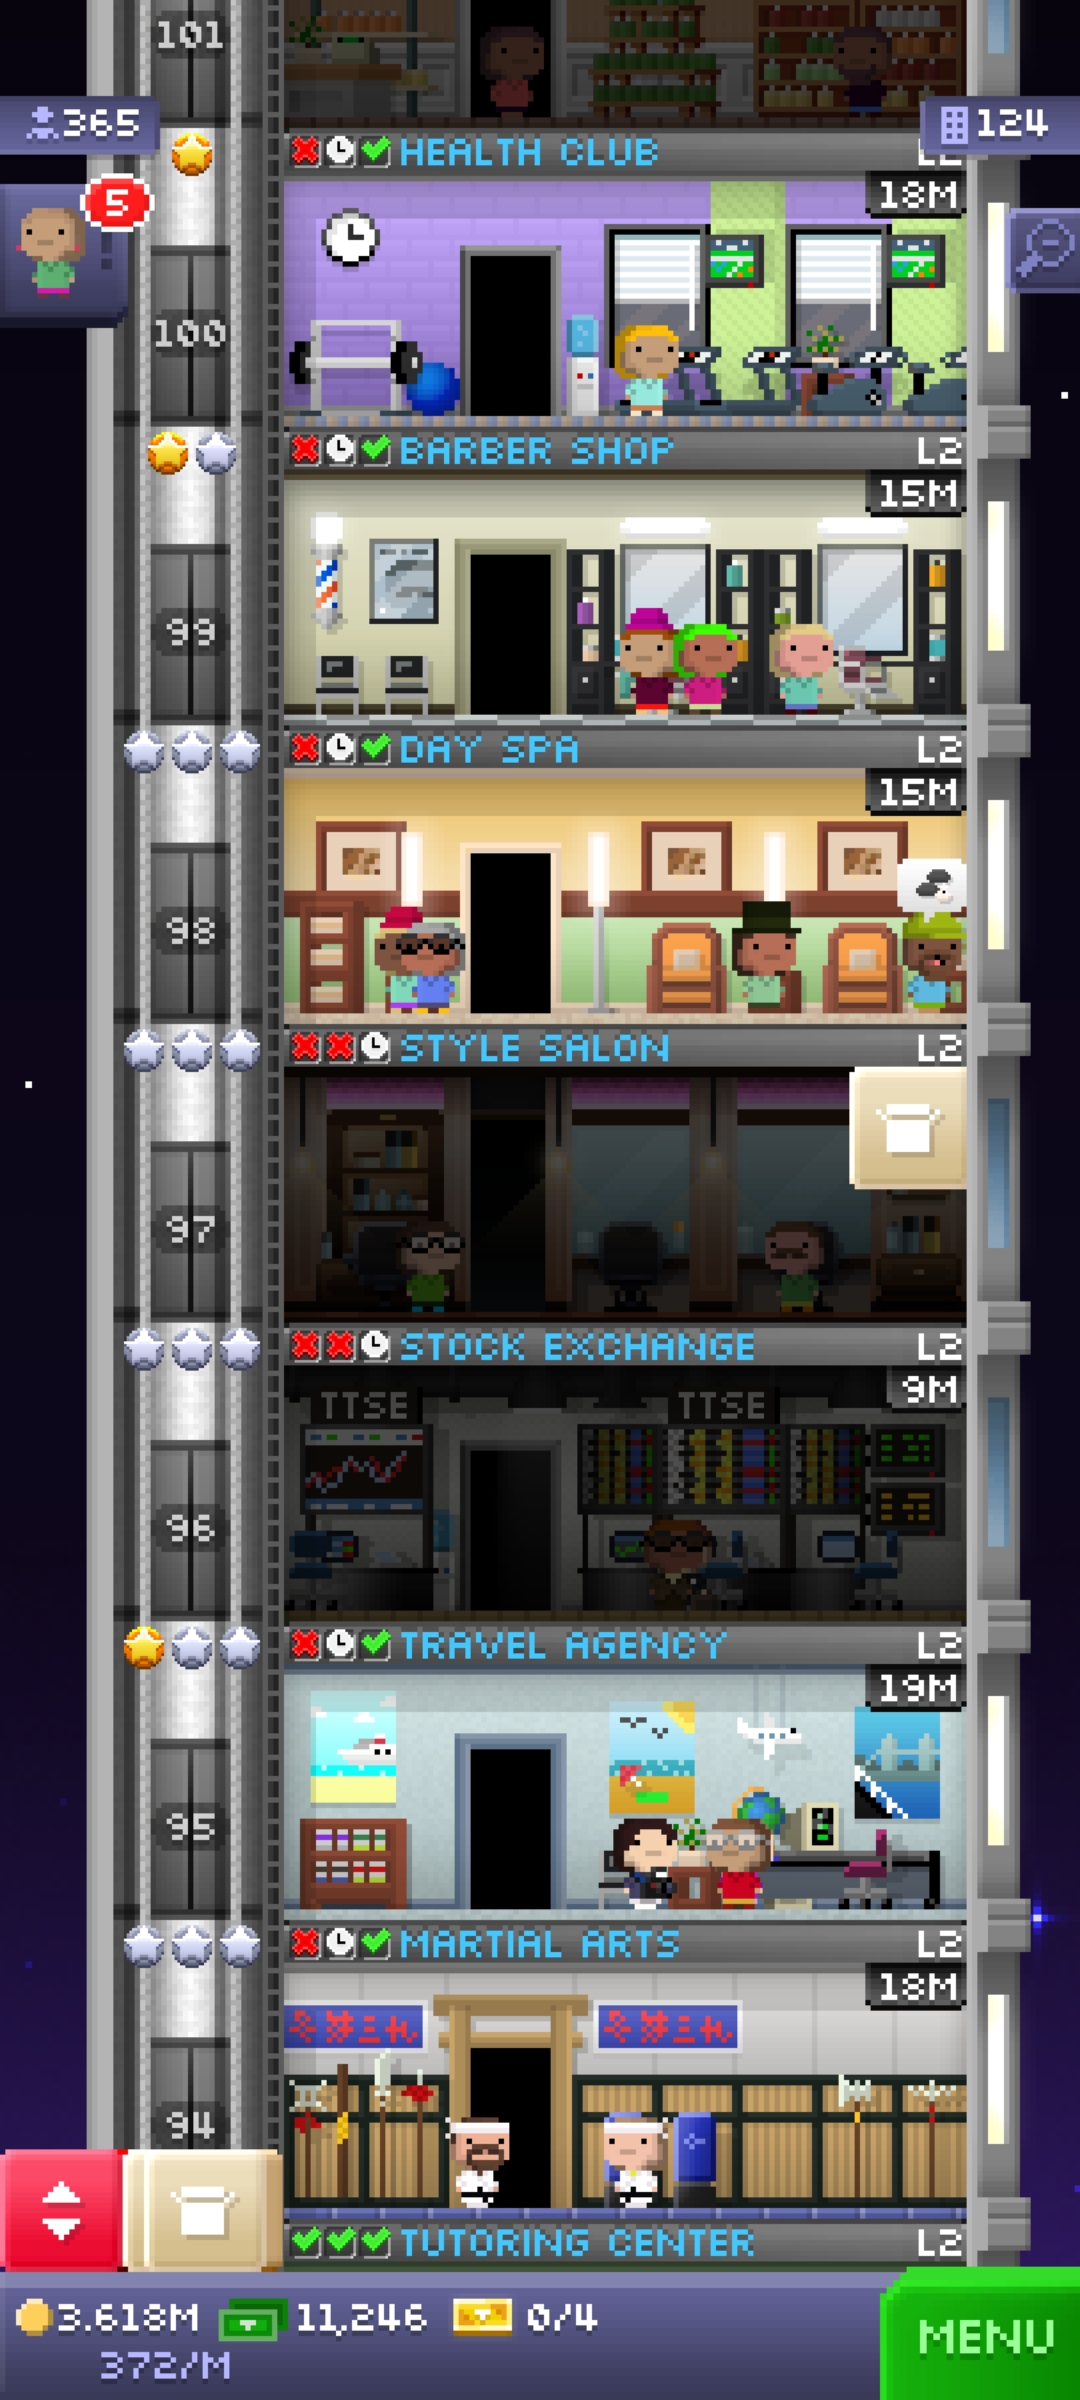 101
365
124
HEALTH CLUB L2
5
18M
100
BARBER SHOP L2
15M
99
DAY SPA L2
15M
98
STYLE SALON L2
97
STOCK EXCHANGE L2
9M
TTSE TTSE
96
TRAVEL AGENCY L2
19M
95
MARTIAL ARTS L2
18M
94
TUTORING CENTER L2
3.618M 11,246 0/4
372/M
MENU